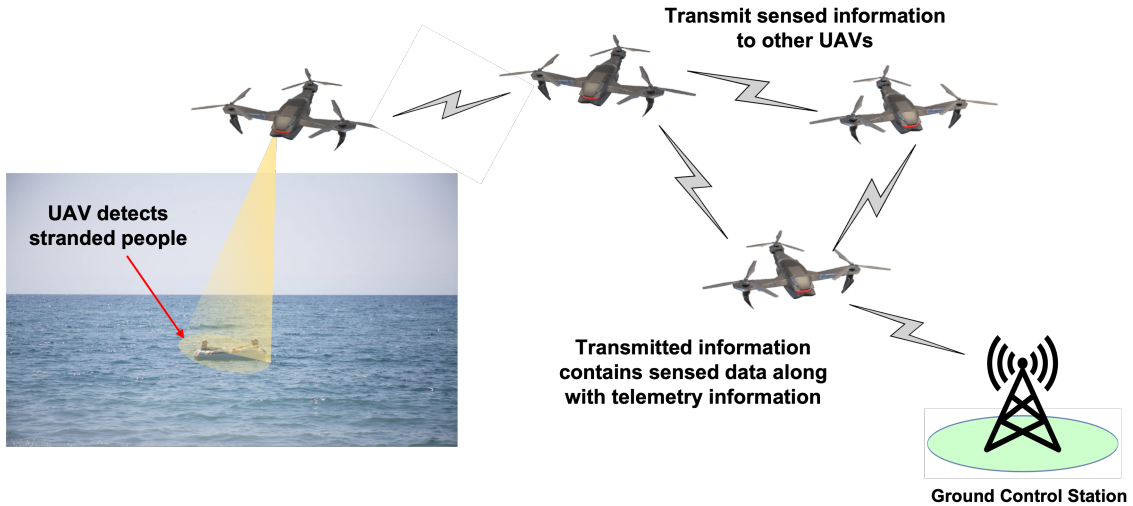 Transmit sensed information
to other UAVs
UAV detects
stranded people
Transmitted information
contains sensed data along
with telemetry information
Ground Control Station